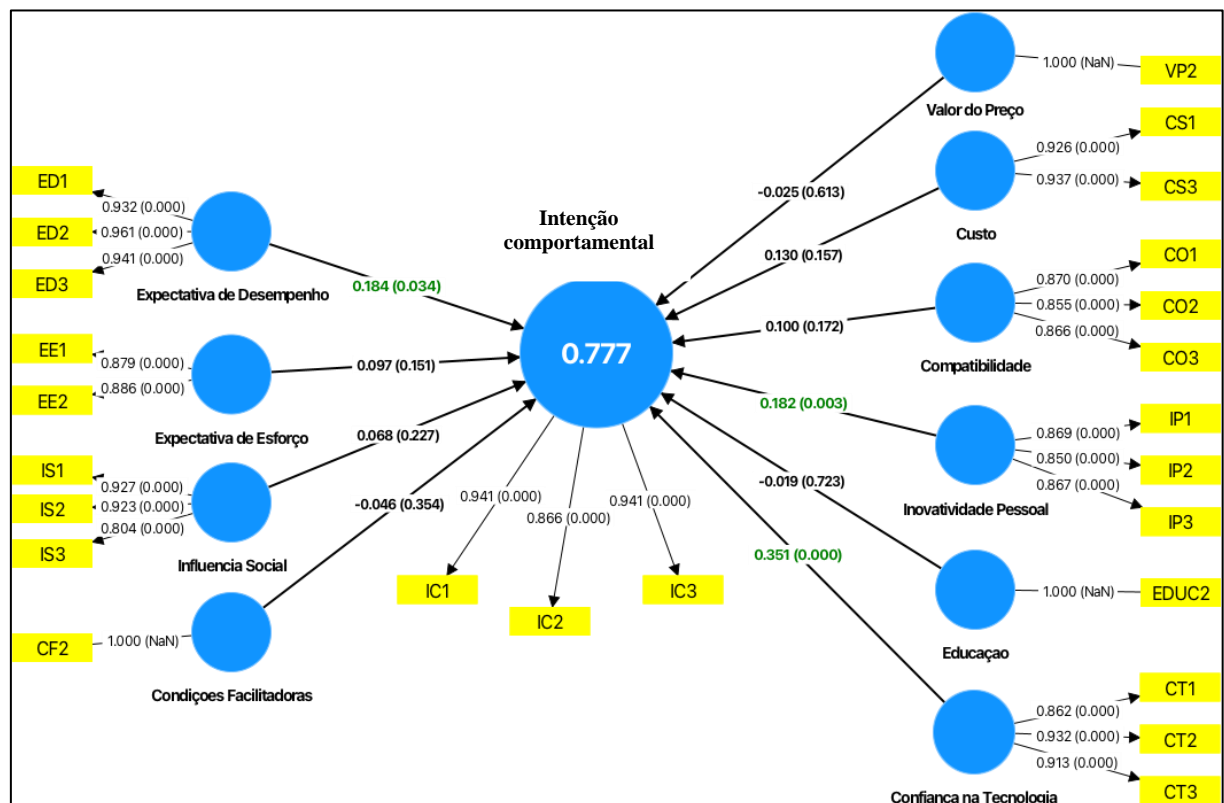 ED1
0.932 (0.000)
ED2
0.961 (0.000)
ED3
0.941 (0.000)
Expectativa de Desempenho
0.184 (0.034)
EE1
0.879 (0.000)
EE2
0.886 (0.000)
Expectativa de Esforço
0.097 (0.151)
IS1
0.927 (0.000)
IS2
0.923 (0.000)
IS3
0.804 (0.000)
Influencia Social
0.068 (0.227)
CF2
1.000 (NaN)
Condiçoes Facilitadoras
-0.046 (0.354)
Intenção
comportamental
0.777
0.941 (0.000)
0.866 (0.000)
0.941 (0.000)
IC1
IC2
IC3
Valor do Preço
1.000 (NaN)
VP2
-0.025 (0.613)
Custo
0.926 (0.000)
CS1
0.937 (0.000)
CS3
0.130 (0.157)
Compatibilidade
0.870 (0.000)
CO1
0.855 (0.000)
CO2
0.866 (0.000)
CO3
0.100 (0.172)
Inovatividade Pessoal
0.869 (0.000)
IP1
0.850 (0.000)
IP2
0.867 (0.000)
IP3
0.182 (0.003)
Educaçao
1.000 (NaN)
EDUC2
-0.019 (0.723)
Confiança na Tecnologia
0.862 (0.000)
CT1
0.932 (0.000)
CT2
0.913 (0.000)
CT3
0.351 (0.000)